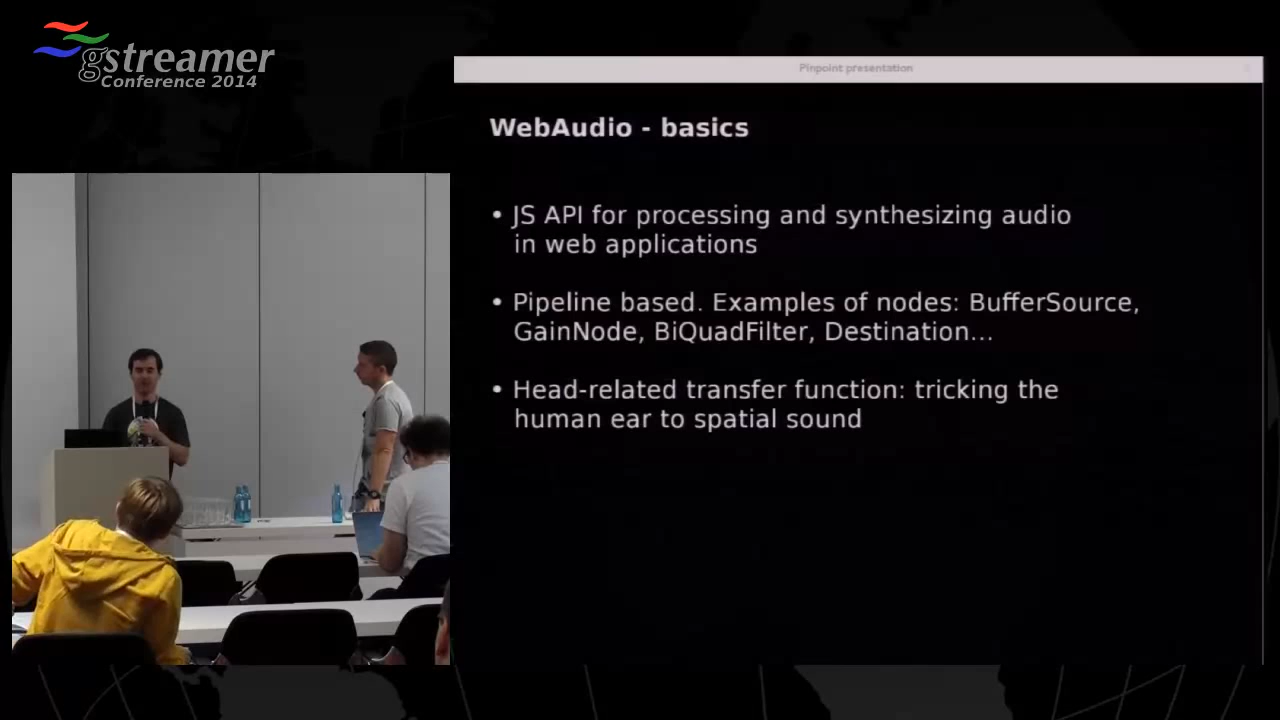 gstreamer
Conference 2014
Pinpoint presentation
WebAudio - basics
• JS API for processing and synthesizing audio
in web applications
• Pipeline based. Examples of nodes: BufferSource,
GainNode, BiQuadFilter, Destination...
• Head-related transfer function: tricking the
human ear to spatial sound